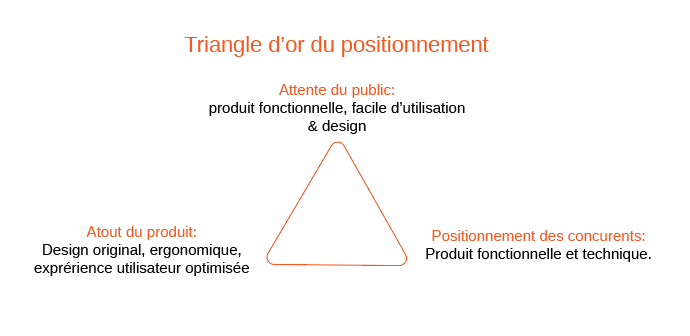 Triangle d’or du positionnement
Attente du public:
produit fonctionnelle, facile d’utilisation
& design
Atout du produit:
Design original, ergonomique,
exprérience utilisateur optimisée
Positionnement des concurents:
Produit fonctionnelle et technique.